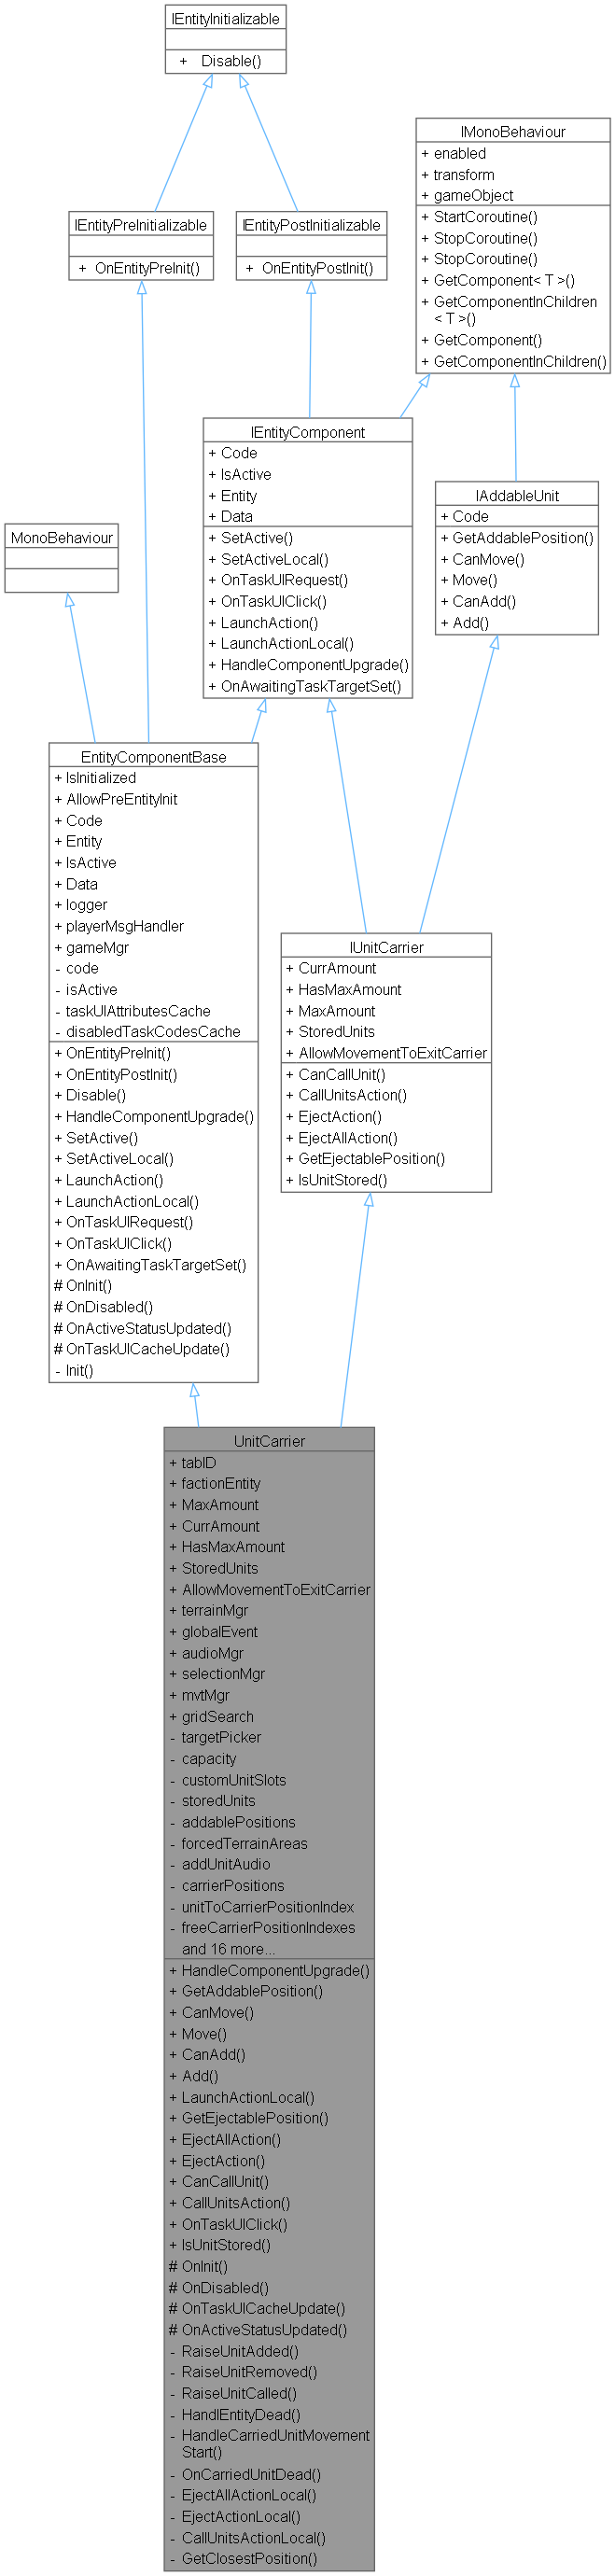 IEntityInitializable
+ Disable()
IMonoBehaviour
+ enabled
+ transform
+ gameObject
+ StartCoroutine()
+ StopCoroutine()
+ StopCoroutine()
+ GetComponent< T >()
+ GetComponentInChildren
< T >()
+ GetComponent()
+ GetComponentInChildren()
IEntityPreInitializable
+ OnEntityPreInit()
IEntityPostInitializable
+ OnEntityPostInit()
IEntityComponent
+ Code
+ IsActive
+ Entity
+ Data
+ SetActive()
+ SetActiveLocal()
+ OnTaskUIRequest()
+ OnTaskUIClick()
+ LaunchAction()
+ LaunchActionLocal()
+ HandleComponentUpgrade()
+ OnAwaitingTaskTargetSet()
IAddableUnit
+ Code
+ GetAddablePosition()
+ CanMove()
+ Move()
+ CanAdd()
+ Add()
MonoBehaviour
EntityComponentBase
+ IsInitialized
+ AllowPreEntityInit
+ Code
+ Entity
+ IsActive
+ Data
+ logger
+ playerMsgHandler
+ gameMgr
- code
- isActive
- taskUIAttributesCache
- disabledTaskCodesCache
+ OnEntityPreInit()
+ OnEntityPostInit()
+ Disable()
+ HandleComponentUpgrade()
+ SetActive()
+ SetActiveLocal()
+ LaunchAction()
+ LaunchActionLocal()
+ OnTaskUIRequest()
+ OnTaskUIClick()
+ OnAwaitingTaskTargetSet()
# OnInit()
# OnDisabled()
# OnActiveStatusUpdated()
# OnTaskUICacheUpdate()
- Init()
IUnitCarrier
+ CurrAmount
+ HasMaxAmount
+ MaxAmount
+ StoredUnits
+ AllowMovementToExitCarrier
+ CanCallUnit()
+ CallUnitsAction()
+ EjectAction()
+ EjectAllAction()
+ GetEjectablePosition()
+ IsUnitStored()
UnitCarrier
+ tabID
+ factionEntity
+ MaxAmount
+ CurrAmount
+ HasMaxAmount
+ StoredUnits
+ AllowMovementToExitCarrier
+ terrainMgr
+ globalEvent
+ audioMgr
+ selectionMgr
+ mvtMgr
+ gridSearch
- targetPicker
- capacity
- customUnitSlots
- storedUnits
- addablePositions
- forcedTerrainAreas
- addUnitAudio
- carrierPositions
- unitToCarrierPositionIndex
- freeCarrierPositionIndexes
and 16 more...
+ HandleComponentUpgrade()
+ GetAddablePosition()
+ CanMove()
+ Move()
+ CanAdd()
+ Add()
+ LaunchActionLocal()
+ GetEjectablePosition()
+ EjectAllAction()
+ EjectAction()
+ CanCallUnit()
+ CallUnitsAction()
+ OnTaskUIClick()
+ IsUnitStored()
# OnInit()
# OnDisabled()
# OnTaskUICacheUpdate()
# OnActiveStatusUpdated()
- RaiseUnitAdded()
- RaiseUnitRemoved()
- RaiseUnitCalled()
- HandlEntityDead()
- HandleCarriedUnitMovement
Start()
- OnCarriedUnitDead()
- EjectAllActionLocal()
- EjectActionLocal()
- CallUnitsActionLocal()
- GetClosestPosition()